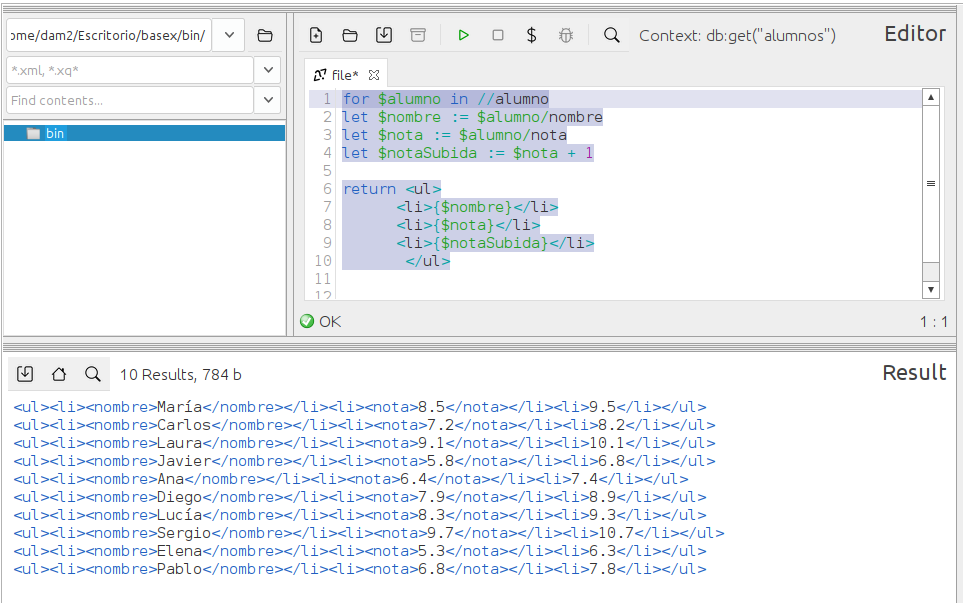 ome/dam2/Escritorio/basex/bin/
*.xml, *.xq*
Find contents...
bin
$ Context: db:get("alumnos") Editor
file*
1 for $alumno in //alumno
2 let $nombre := $alumno/nombre
3 let $nota := $alumno/nota
4 let $notaSubida := $nota + 1
5
6 return <ul>
7 <li>{$nombre}</li>
8 <li>{$nota}</li>
9 <li>{$notaSubida}</li>
10 </ul>
11
12
OK 1 : 1
10 Results, 784 b Result
<ul><li><nombre>María</nombre></li><li><nota>8.5</nota></li><li>9.5</li></ul>
<ul><li><nombre>Carlos</nombre></li><li><nota>7.2</nota></li><li>8.2</li></ul>
<ul><li><nombre>Laura</nombre></li><li><nota>9.1</nota></li><li>10.1</li></ul>
<ul><li><nombre>Javier</nombre></li><li><nota>5.8</nota></li><li>6.8</li></ul>
<ul><li><nombre>Ana</nombre></li><li><nota>6.4</nota></li><li>7.4</li></ul>
<ul><li><nombre>Diego</nombre></li><li><nota>7.9</nota></li><li>8.9</li></ul>
<ul><li><nombre>Lucía</nombre></li><li><nota>8.3</nota></li><li>9.3</li></ul>
<ul><li><nombre>Sergio</nombre></li><li><nota>9.7</nota></li><li>10.7</li></ul>
<ul><li><nombre>Elena</nombre></li><li><nota>5.3</nota></li><li>6.3</li></ul>
<ul><li><nombre>Pablo</nombre></li><li><nota>6.8</nota></li><li>7.8</li></ul>